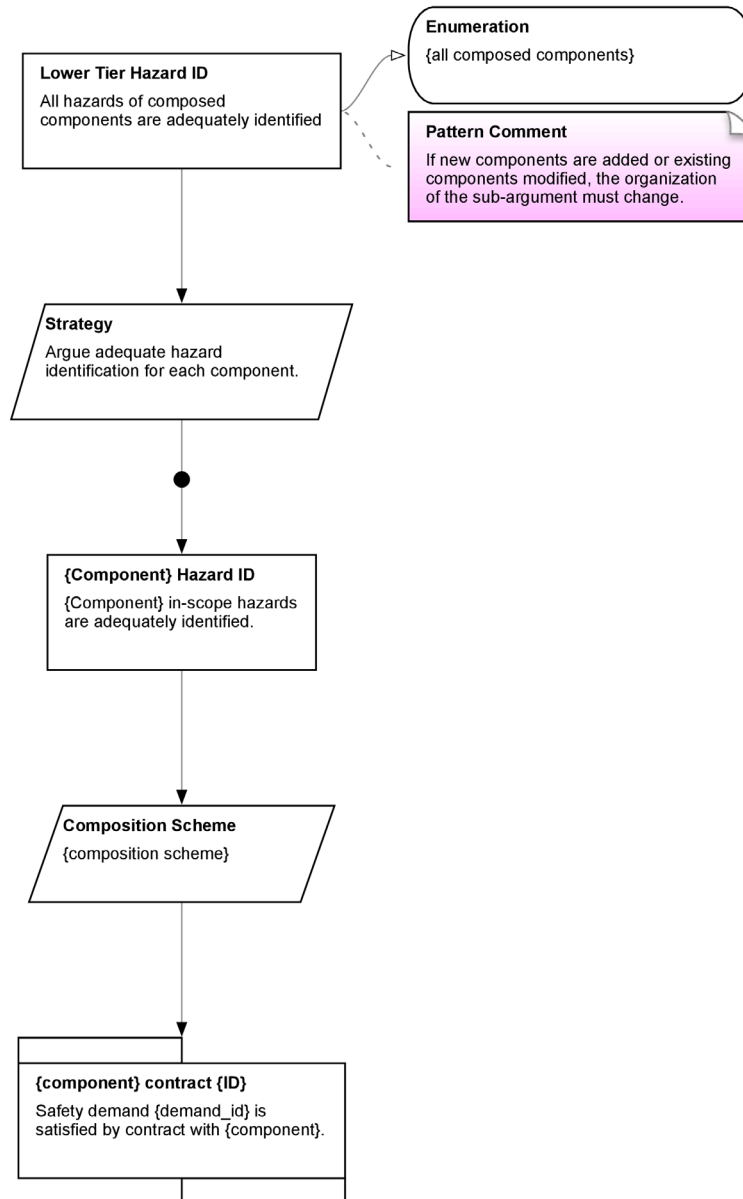 Lower Tier Hazard ID
All hazards of composed
components are adequately identified
Enumeration
{all composed components}
Pattern Comment
If new components are added or existing
components modified, the organization
of the sub-argument must change.
Strategy
Argue adequate hazard
identification for each component.
{Component} Hazard ID
{Component} in-scope hazards
are adequately identified.
Composition Scheme
{composition scheme}
{component} contract {ID}
Safety demand {demand_id} is
satisfied by contract with {component}.